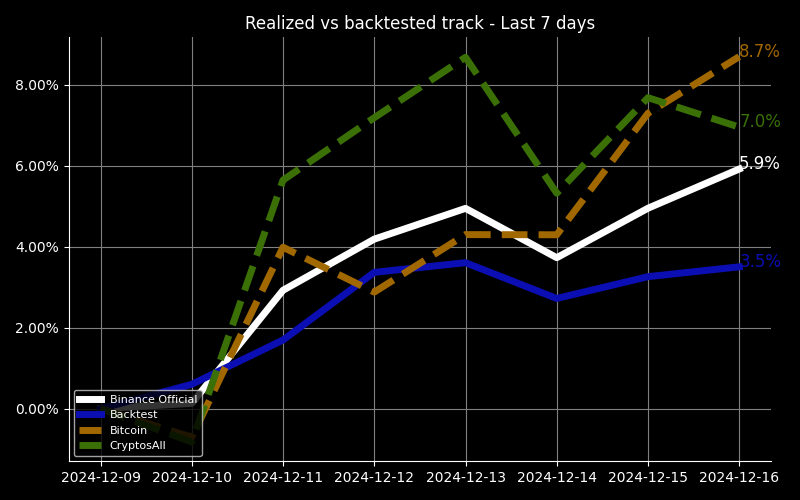 Realized vs backtested track - Last 7 days
8.7%
8.00%
7.0%
6.00%
5.9%
4.00%
3.5%
2.00%
0.00%
Binance Official
Backtest
Bitcoin
CryptosAll
2024-12-09 2024-12-10 2024-12-11 2024-12-12 2024-12-13 2024-12-14 2024-12-15 2024-12-16